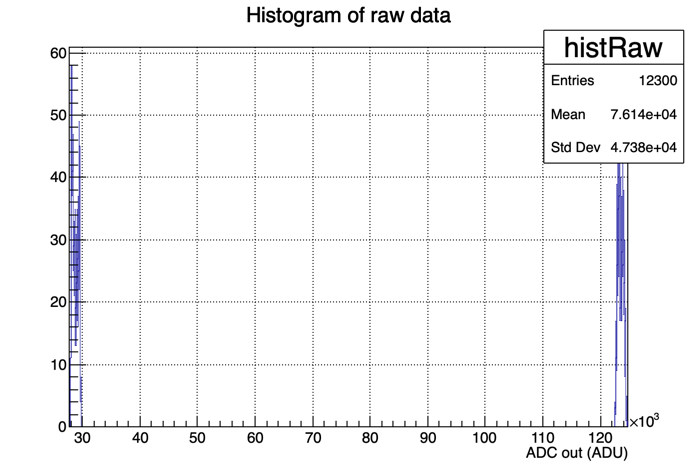 Histogram of raw data
histRaw
Entries 12300
Mean 7.614e+04
Std Dev 4.738e+04
60
50
40
30
20
10
0
30 40 50 60 70 80 90 100 110 120
×10³
ADC out (ADU)